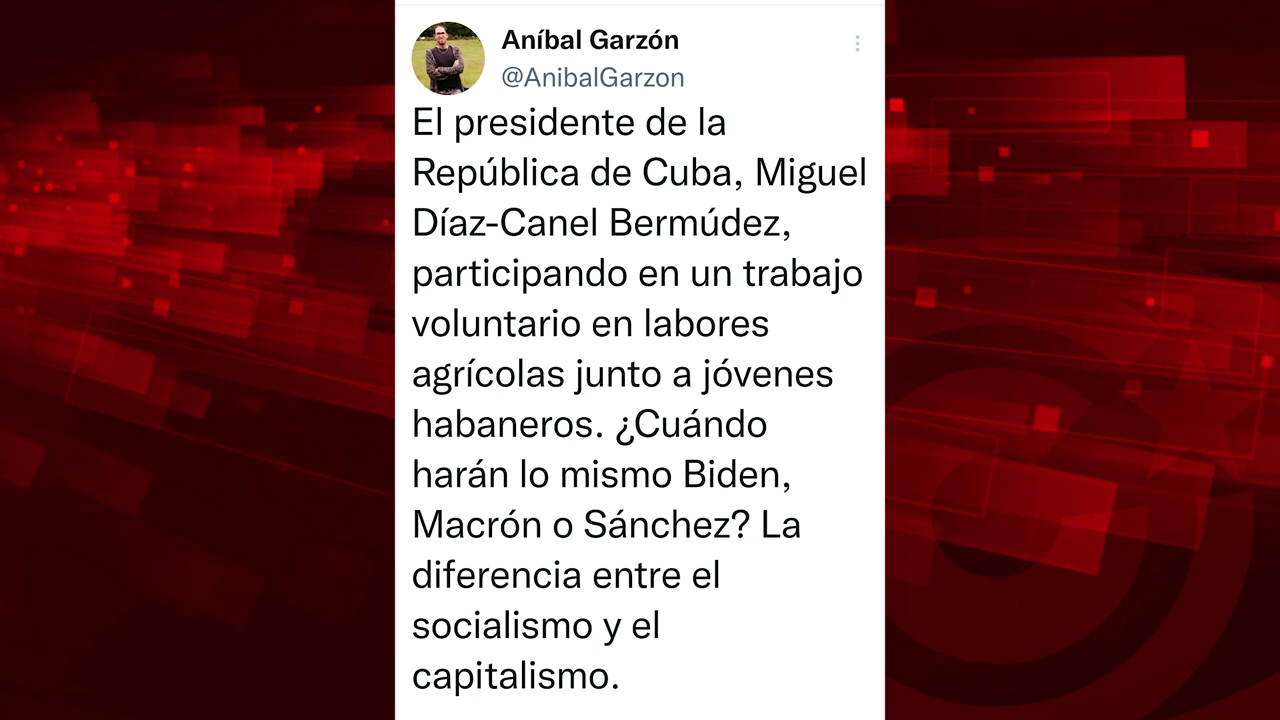 Aníbal Garzón
@AnibalGarzon
El presidente de la
República de Cuba, Miguel
Díaz-Canel Bermúdez,
participando en un trabajo
voluntario en labores
agrícolas junto a jóvenes
habaneros. ¿Cuándo
harán lo mismo Biden,
Macrón o Sánchez? La
diferencia entre el
socialismo y el
capitalismo.